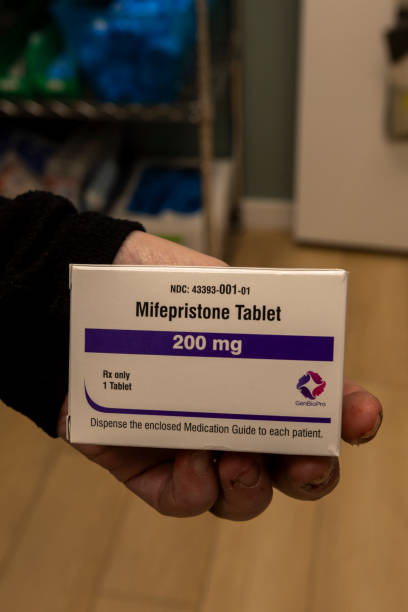 NDC: 43393-001-01
Mifepristone Tablet
200 mg
Rx only
1 Tablet
GenBioPro
Dispense the enclosed Medication Guide to each patient.